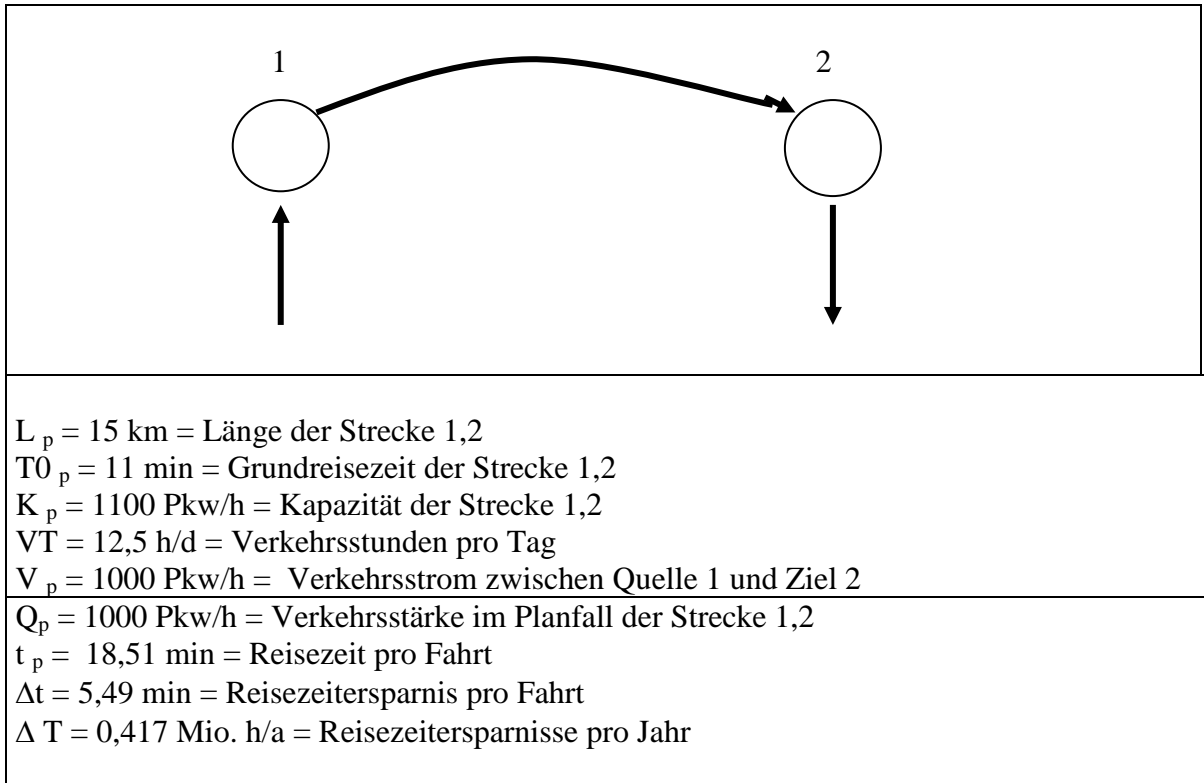 1 2
L p = 15 km = Länge der Strecke 1,2
T0 p = 11 min = Grundreisezeit der Strecke 1,2
K p = 1100 Pkw/h = Kapazität der Strecke 1,2
VT = 12,5 h/d = Verkehrsstunden pro Tag
V p = 1000 Pkw/h = Verkehrsstrom zwischen Quelle 1 und Ziel 2
Qp = 1000 Pkw/h = Verkehrsstärke im Planfall der Strecke 1,2
t p = 18,51 min = Reisezeit pro Fahrt
Δt = 5,49 min = Reisezeitersparnis pro Fahrt
Δ T = 0,417 Mio. h/a = Reisezeitersparnisse pro Jahr